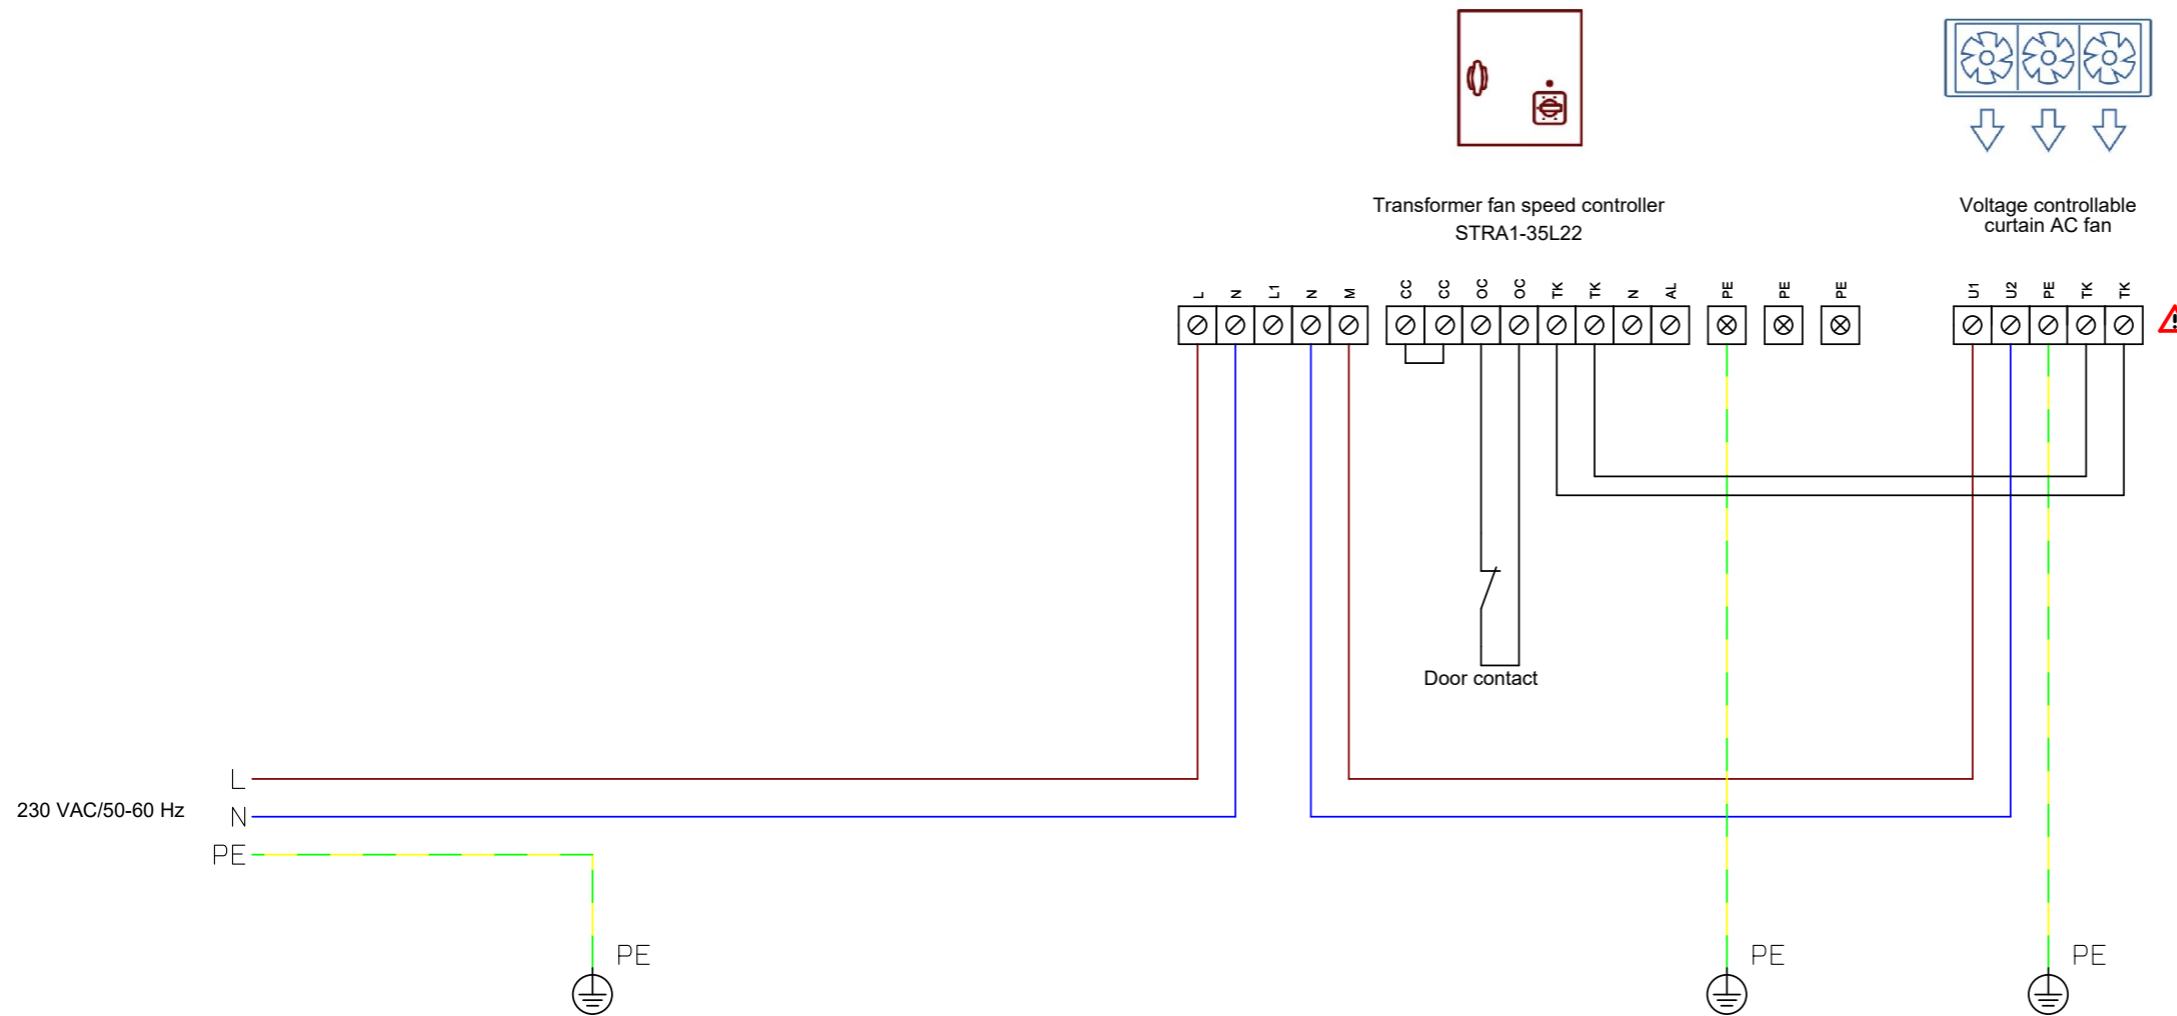 Transformer fan speed controller
STRA1-35L22
Voltage controllable
curtain AC fan
L N L1 N M CC CC OC OC TK TK N AL PE PE PE U1 U2 PE TK TK
Door contact
L
230 VAC/50-60 Hz N
PE
PE PE PE